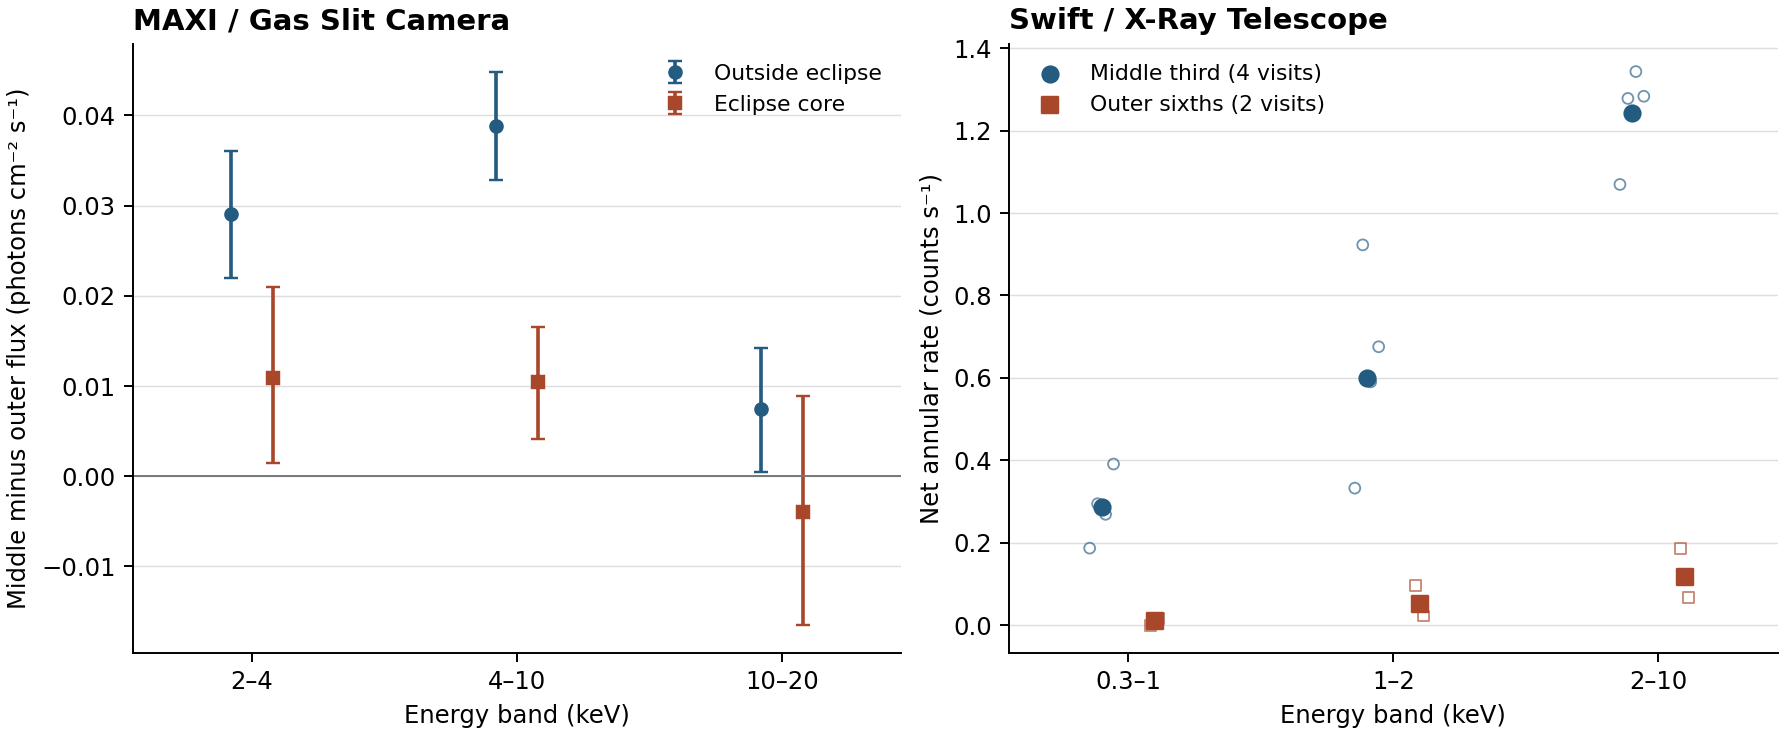 MAXI / Gas Slit Camera
Outside eclipse
Eclipse core
Middle minus outer flux (photons cm⁻² s⁻¹)
0.04
0.03
0.02
0.01
0.00
−0.01
2–4
4–10
10–20
Energy band (keV)
Swift / X-Ray Telescope
Middle third (4 visits)
Outer sixths (2 visits)
Net annular rate (counts s⁻¹)
1.4
1.2
1.0
0.8
0.6
0.4
0.2
0.0
0.3–1
1–2
2–10
Energy band (keV)